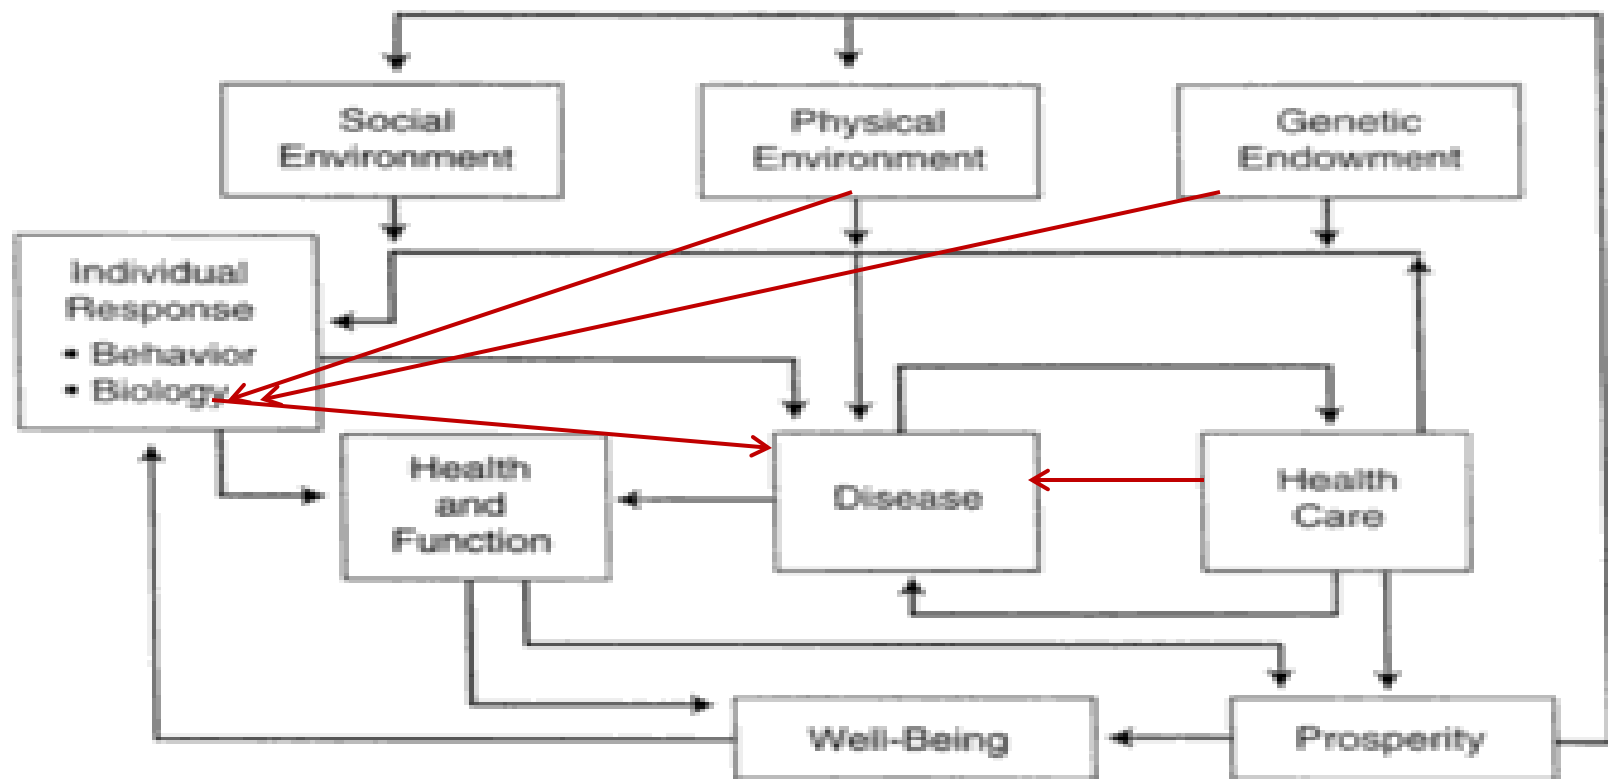 Social
Environment
Physical
Environment
Genetic
Endowment
Individual
Response
• Behavior
• Biology
Health
and
Function
Disease
Health
Care
Well-Being
Prosperity